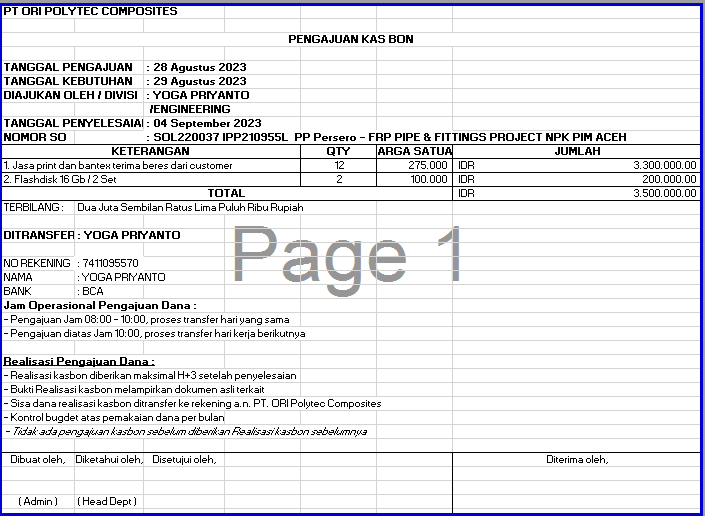 PT ORI POLYTEC COMPOSITES
PENGAJUAN KAS BON
TANGGAL PENGAJUAN : 28 Agustus 2023
TANGGAL KEBUTUHAN : 29 Agustus 2023
DIAJUKAN OLEH / DIVISI : YOGA PRIYANTO
/ENGINEERING
TANGGAL PENYELESAIA : 04 September 2023
NOMOR SO : SOL220037 IPP210955L PP Persero - FRP PIPE & FITTINGS PROJECT NPK PIM ACEH
KETERANGAN QTY ARGA SATUA JUMLAH
1. Jasa print dan bantex terima beres dari customer 12 275.000 IDR 3.300.000.00
2. Flashdisk 16 Gb / 2 Set 2 100.000 IDR 200.000.00
TOTAL IDR 3.500.000.00
TERBILANG : Dua Juta Sembilan Ratus Lima Puluh Ribu Rupiah
DITRANSFER : YOGA PRIYANTO
Page 1
NO REKENING : 7411095570
NAMA : YOGA PRIYANTO
BANK : BCA
Jam Operasional Pengajuan Dana :
- Pengajuan Jam 08:00 - 10:00, proses transfer hari yang sama
- Pengajuan diatas Jam 10:00, proses transfer hari kerja berikutnya
Realisasi Pengajuan Dana :
- Realisasi kasbon diberikan maksimal H+3 setelah penyelesaian
- Bukti Realisasi kasbon melampirkan dokumen asli terkait
- Sisa dana realisasi kasbon ditransfer ke rekening a.n. PT. ORI Polytec Composites
- Kontrol bugdet atas pemakaian dana per bulan
- Tidak ada pengajuan kasbon sebelum diberikan Realisasi kasbon sebelumnya
Dibuat oleh, Diketahui oleh, Disetujui oleh, Diterima oleh,
( Admin ) ( Head Dept )